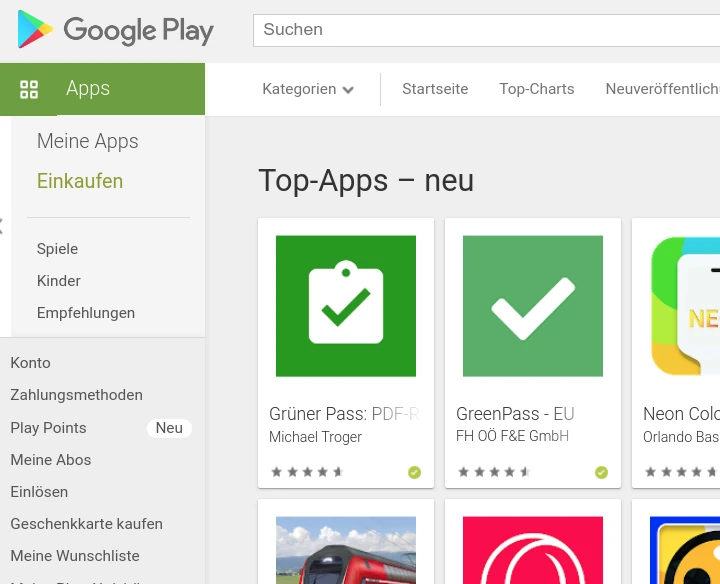 Google Play
Suchen
Apps
Kategorien
Startseite
Top-Charts
Neuveröffentlich
Meine Apps
Einkaufen
Spiele
Kinder
Empfehlungen
Konto
Zahlungsmethoden
Play Points
Neu
Meine Abos
Einlösen
Geschenkkarte kaufen
Meine Wunschliste
Top-Apps – neu
Grüner Pass: PDF-R
Michael Troger
GreenPass - EU
FH OÖ F&E GmbH
NE
Neon Colo
Orlando Bas